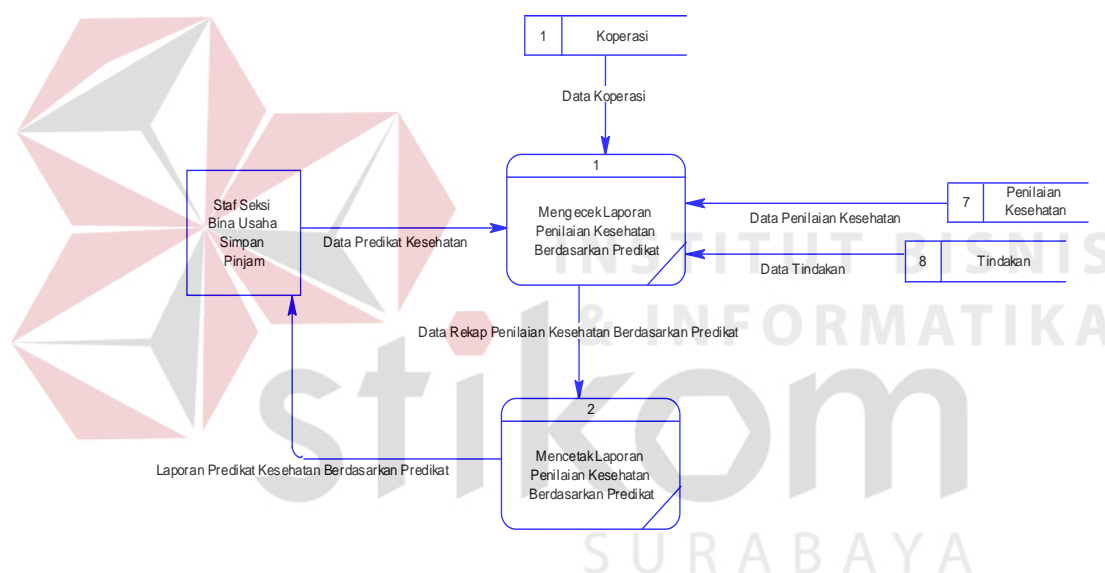 1 Koperasi
Data Koperasi
1
Mengecek Laporan
Penilaian Kesehatan
Berdasarkan Predikat
Staf Seksi
Bina Usaha
Simpan
Pinjam
Data Predikat Kesehatan
7 Penilaian
Kesehatan
Data Penilaian Kesehatan
8 Tindakan
Data Tindakan
Data Rekap Penilaian Kesehatan Berdasarkan Predikat
2
Mencetak Laporan
Penilaian Kesehatan
Berdasarkan Predikat
Laporan Predikat Kesehatan Berdasarkan Predikat
INSTITUT BISNIS
& INFORMATIKA
stikom
SURABAYA